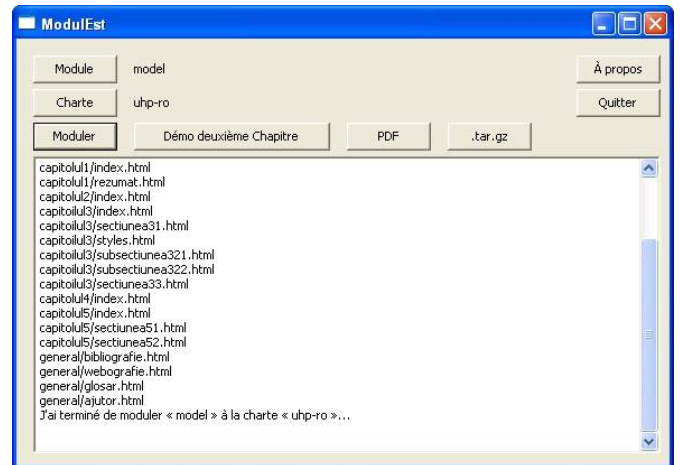 ModulEst
Module model À propos
Charte uhp-ro Quitter
Moduler Démo deuxième Chapitre PDF .tar.gz
capitolul1/index.html
capitolul1/rezumat.html
capitolul2/index.html
capitoilul3/index.html
capitoilul3/sectiunea31.html
capitoilul3/styles.html
capitoilul3/subsectiunea321.html
capitoilul3/subsectiunea322.html
capitoilul3/sectiunea33.html
capitolul4/index.html
capitolul5/index.html
capitolul5/sectiunea51.html
capitolul5/sectiunea52.html
general/bibliografie.html
general/webografie.html
general/glosar.html
general/ajutor.html
J'ai terminé de moduler « model » à la charte « uhp-ro »...